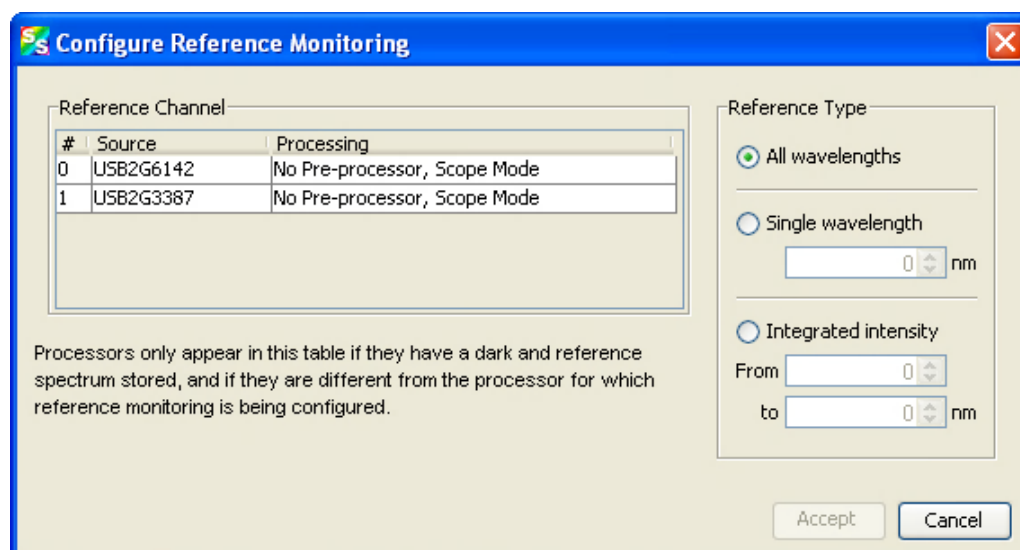 Configure Reference Monitoring
Reference Channel
# Source Processing
0 USB2G6142 No Pre-processor, Scope Mode
1 USB2G3387 No Pre-processor, Scope Mode
Processors only appear in this table if they have a dark and reference
spectrum stored, and if they are different from the processor for which
reference monitoring is being configured.
Reference Type
All wavelengths
Single wavelength
0 nm
Integrated intensity
From 0
to 0 nm
Accept Cancel